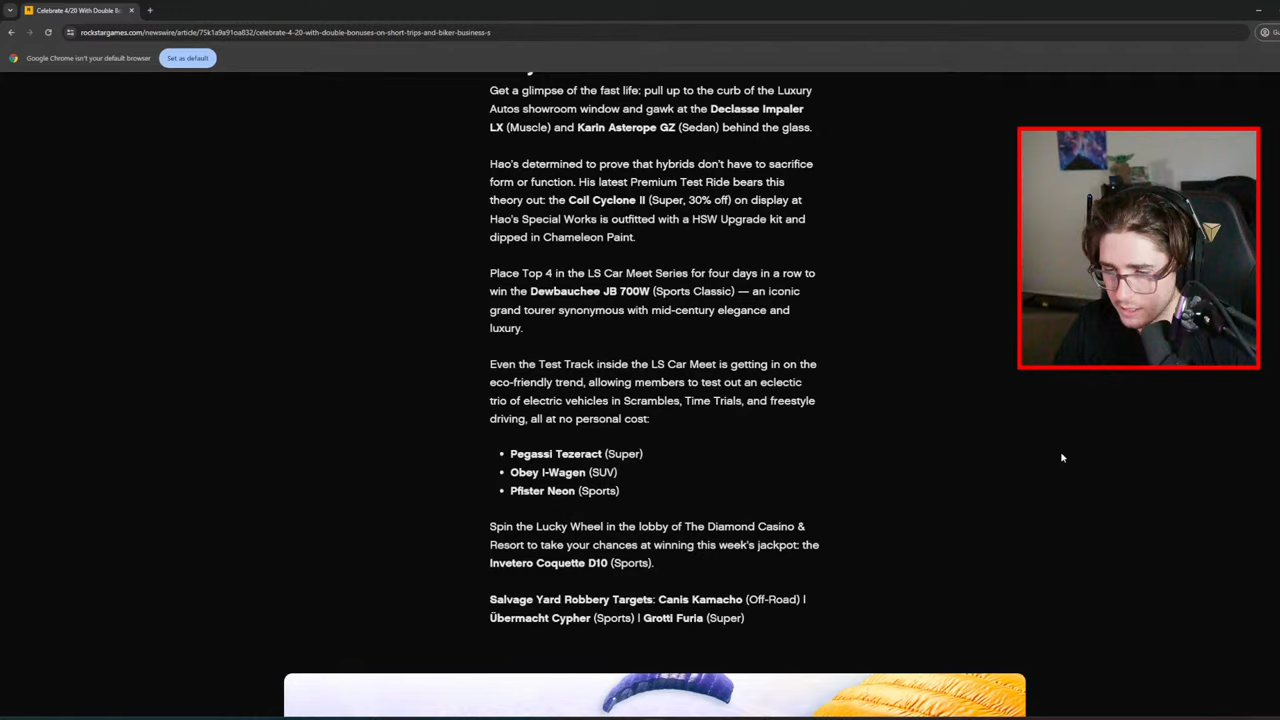 Celebrate 4/20 With Double Bo
rockstargames.com/newswire/article/75k1a9a91oa832/celebrate-4-20-with-double-bonuses-on-short-trips-and-biker-business-s
Google Chrome isn't your default browser
Set as default
Get a glimpse of the fast life: pull up to the curb of the Luxury
Autos showroom window and gawk at the Declasse Impaler
LX (Muscle) and Karin Asterope GZ (Sedan) behind the glass.
Hao's determined to prove that hybrids don't have to sacrifice
form or function. His latest Premium Test Ride bears this
theory out: the Coil Cyclone II (Super, 30% off) on display at
Hao's Special Works is outfitted with a HSW Upgrade kit and
dipped in Chameleon Paint.
Place Top 4 in the LS Car Meet Series for four days in a row to
win the Dewbauchee JB 700W (Sports Classic) — an iconic
grand tourer synonymous with mid-century elegance and
luxury.
Even the Test Track inside the LS Car Meet is getting in on the
eco-friendly trend, allowing members to test out an eclectic
trio of electric vehicles in Scrambles, Time Trials, and freestyle
driving, all at no personal cost:
• Pegassi Tezeract (Super)
• Obey I-Wagen (SUV)
• Pfister Neon (Sports)
Spin the Lucky Wheel in the lobby of The Diamond Casino &
Resort to take your chances at winning this week's jackpot: the
Invetero Coquette D10 (Sports).
Salvage Yard Robbery Targets: Canis Kamacho (Off-Road) |
Übermacht Cypher (Sports) | Grotti Furia (Super)